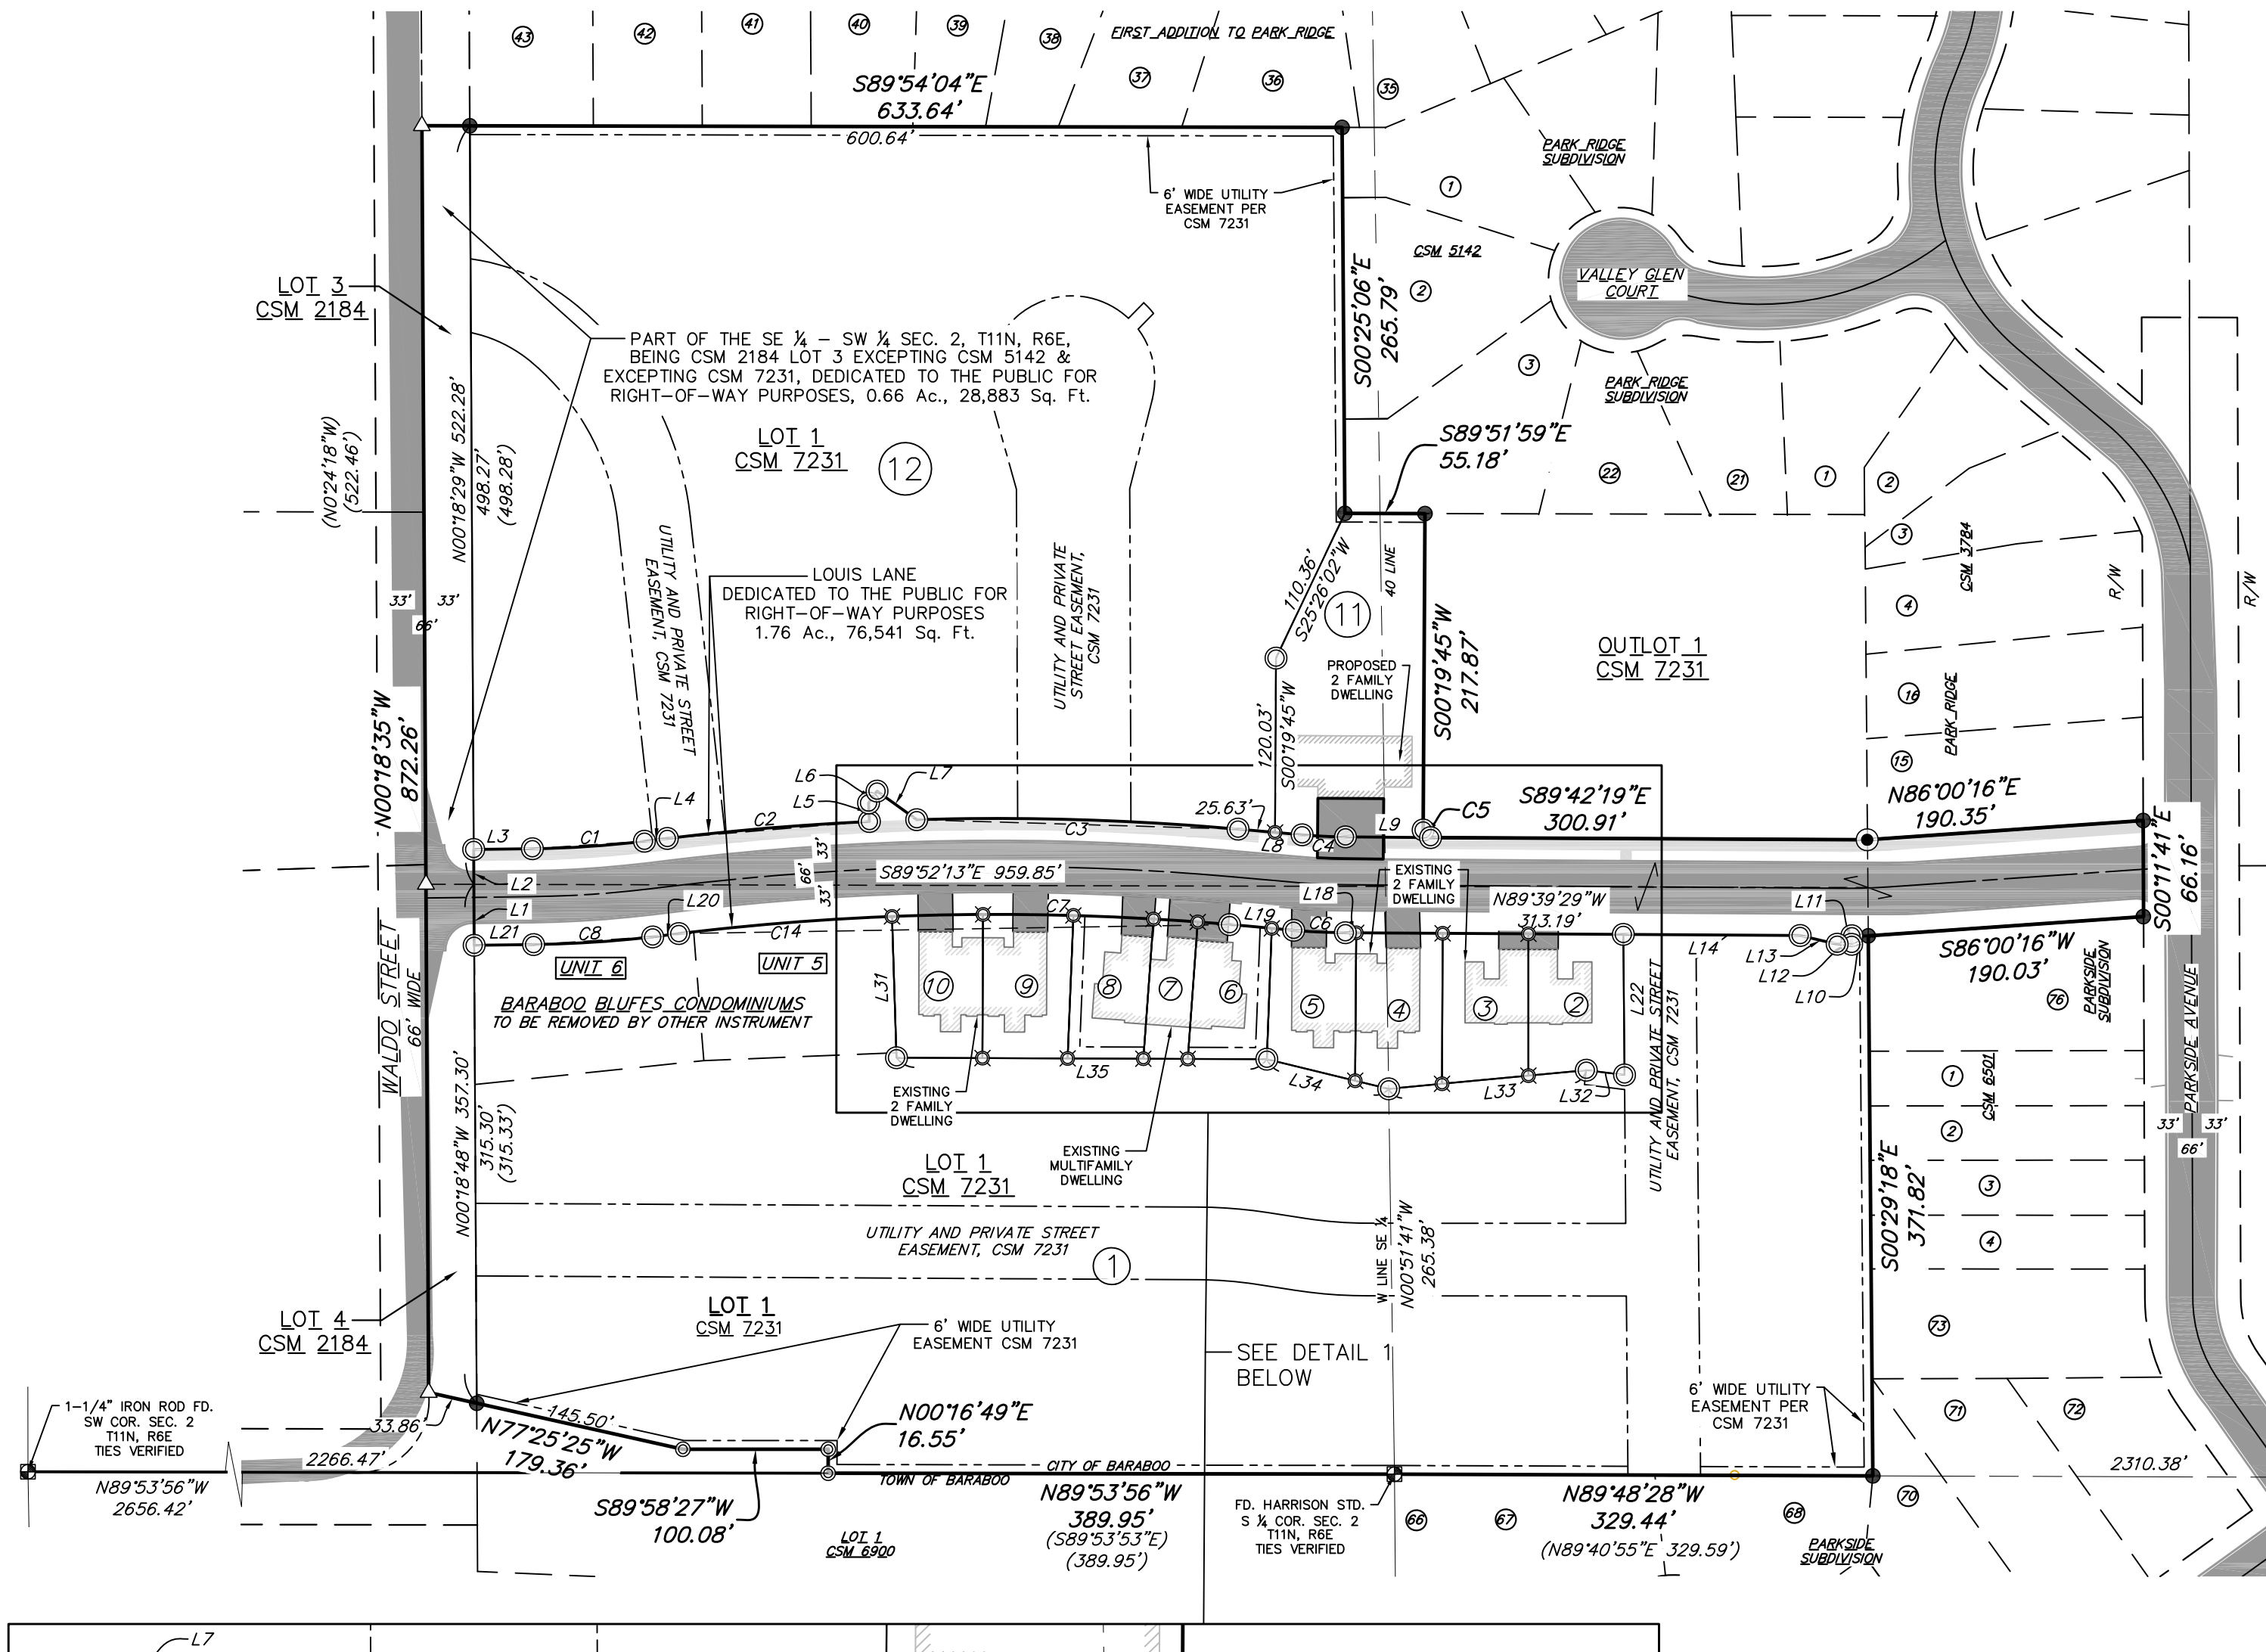 43
42
41
40
39
38
37
36
35
FIRST ADDITION TO PARK RIDGE
S89°54'04"E
633.64'
600.64'
6' WIDE UTILITY
EASEMENT PER
CSM 7231
PARK RIDGE
SUBDIVISION
1
CSM 5142
2
3
VALLEY GLEN
COURT
S00°25'06"E
265.79'
LOT 3
CSM 2184
PART OF THE SE ¼ – SW ¼ SEC. 2, T11N, R6E,
BEING CSM 2184 LOT 3 EXCEPTING CSM 5142 &
EXCEPTING CSM 7231, DEDICATED TO THE PUBLIC FOR
RIGHT-OF-WAY PURPOSES, 0.66 Ac., 28,883 Sq. Ft.
PARK RIDGE
SUBDIVISION
LOT 1
CSM 7231
12
S89°51'59"E
55.18'
22
21
1
2
3
4
16
15
CSM 3784
PARK RIDGE
R/W
R/W
(N0°24'18"W)
(522.46')
N00°18'29"W 522.28'
498.27'
(498.28')
UTILITY AND PRIVATE STREET
EASEMENT, CSM 7231
UTILITY AND PRIVATE
STREET EASEMENT,
CSM 7231
LOUIS LANE
DEDICATED TO THE PUBLIC FOR
RIGHT-OF-WAY PURPOSES
1.76 Ac., 76,541 Sq. Ft.
110.36'
S25°26'02"W
40 LINE
11
33'
33'
66'
PROPOSED
2 FAMILY
DWELLING
S00°19'45"W
217.87'
120.03'
S00°19'45"W
OUTLOT 1
CSM 7231
N00°18'35"W
872.26'
L6
L7
L5
L4
L3
C1
C2
C3
25.63'
L8
C4
L9
C5
S89°42'19"E
300.91'
N86°00'16"E
190.35'
S00°11'41"E
66.16'
L2
L1
S89°52'13"E 959.85'
33'
66'
33'
L20
L21
C8
C14
C7
L18
L19
C6
EXISTING
2 FAMILY
DWELLING
N89°39'29"W
313.19'
L11
L14
L13
L12
L10
S86°00'16"W
190.03'
UNIT 6
UNIT 5
BARABOO BLUFFS CONDOMINIUMS
TO BE REMOVED BY OTHER INSTRUMENT
L31
10
9
8
7
6
5
4
3
2
L22
UTILITY AND PRIVATE STREET
EASEMENT, CSM 7231
L35
L34
L33
L32
WALDO STREET
66' WIDE
76
PARKSIDE
SUBDIVISION
PARKSIDE AVENUE
33'
33'
66'
1
2
3
4
CSM 6501
EXISTING
2 FAMILY
DWELLING
EXISTING
MULTIFAMILY
DWELLING
LOT 1
CSM 7231
N00°18'48"W 357.30'
315.30'
(315.33')
UTILITY AND PRIVATE STREET
EASEMENT, CSM 7231
1
W LINE SE ¼
N00°51'41"W
265.38'
S00°29'18"E
371.82'
LOT 4
CSM 2184
LOT 1
CSM 7231
6' WIDE UTILITY
EASEMENT CSM 7231
SEE DETAIL 1
BELOW
73
6' WIDE UTILITY
EASEMENT PER
CSM 7231
71
72
1-1/4" IRON ROD FD.
SW COR. SEC. 2
T11N, R6E
TIES VERIFIED
33.86'
145.50'
N77°25'25"W
179.36'
N00°16'49"E
16.55'
2266.47'
N89°53'56"W
2656.42'
CITY OF BARABOO
TOWN OF BARABOO
2310.38'
S89°58'27"W
100.08'
N89°53'56"W
389.95'
(S89°53'53"E)
(389.95')
LOT 1
CSM 6900
FD. HARRISON STD.
S ¼ COR. SEC. 2
T11N, R6E
TIES VERIFIED
66
67
N89°48'28"W
329.44'
(N89°40'55"E 329.59')
68
70
PARKSIDE
SUBDIVISION
L7